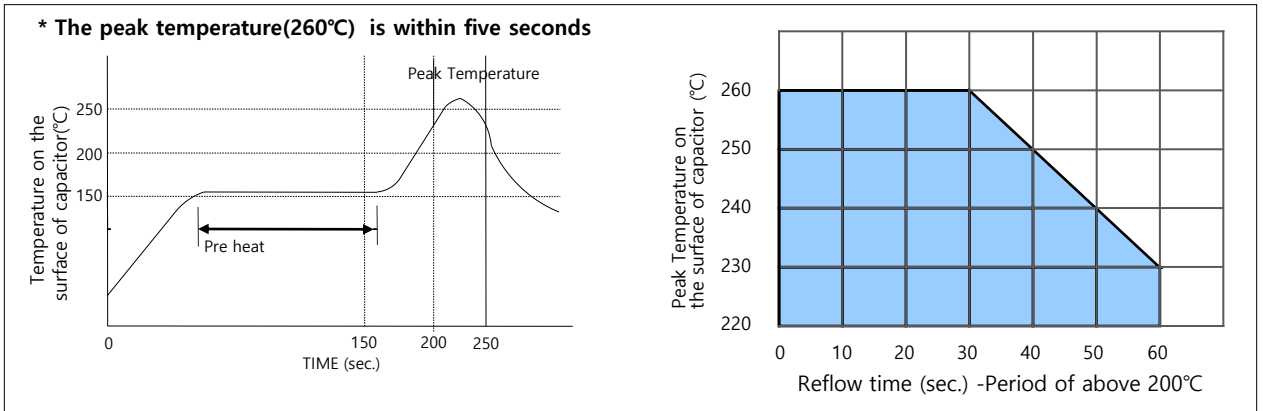 * The peak temperature(260℃) is within five seconds
Temperature on the
surface of capacitor(℃)
Peak Temperature
250
200
150
Pre heat
0
150
200
250
TIME (sec.)
Peak Temperature on
the surface of capacitor (℃)
260
250
240
230
220
0
10
20
30
40
50
60
Reflow time (sec.) -Period of above 200℃